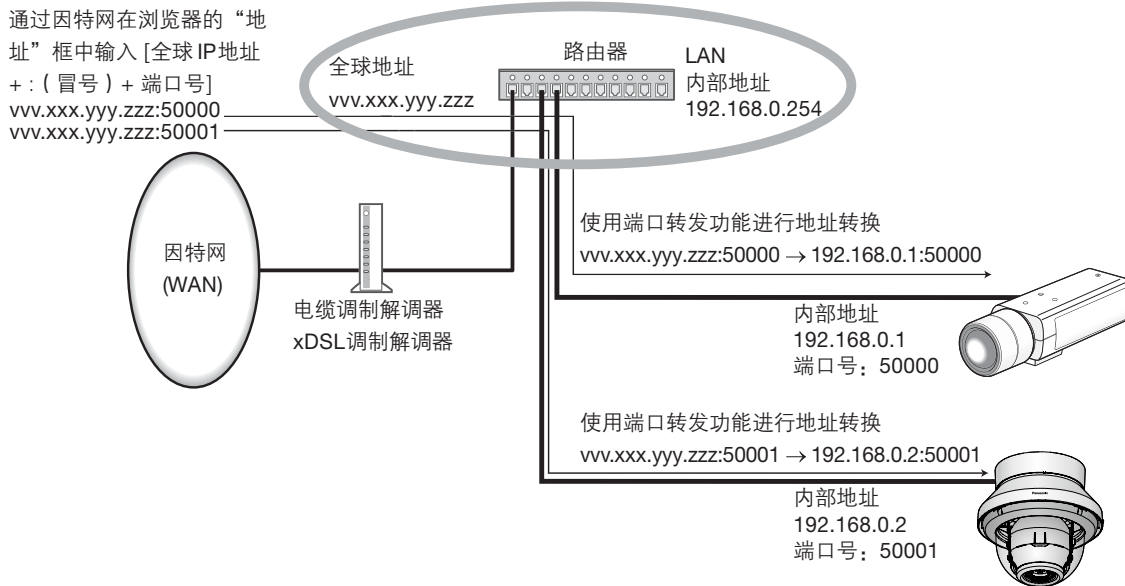 通过因特网在浏览器的“地
址”框中输入 [全球 IP地址
+ : ( 冒号 ) + 端口号]
vvv.xxx.yyy.zzz:50000
vvv.xxx.yyy.zzz:50001
全球地址
vvv.xxx.yyy.zzz
路由器
LAN
内部地址
192.168.0.254
因特网
(WAN)
电缆调制解调器
xDSL调制解调器
使用端口转发功能进行地址转换
vvv.xxx.yyy.zzz:50000 → 192.168.0.1:50000
内部地址
192.168.0.1
端口号：50000
使用端口转发功能进行地址转换
vvv.xxx.yyy.zzz:50001 → 192.168.0.2:50001
内部地址
192.168.0.2
端口号：50001
Panasonic